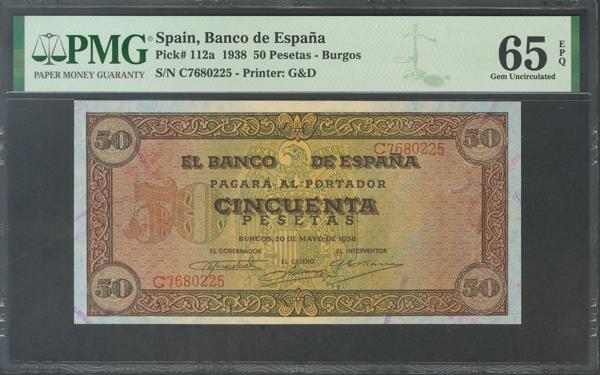 PMG
PAPER MONEY GUARANTY
Spain, Banco de España
Pick# 112a 1938 50 Pesetas - Burgos
S/N C7680225 - Printer: G&D
65 EPQ
Gem Uncirculated
50
50
C7680225
EL BANCO DE ESPAÑA
PAGARÁ AL PORTADOR
50
CINCUENTA
PESETAS
BURGOS, 20 DE MAYO DE 1938
EL GOBERNADOR EL CAJERO EL INTERVENTOR
C7680225
50
50